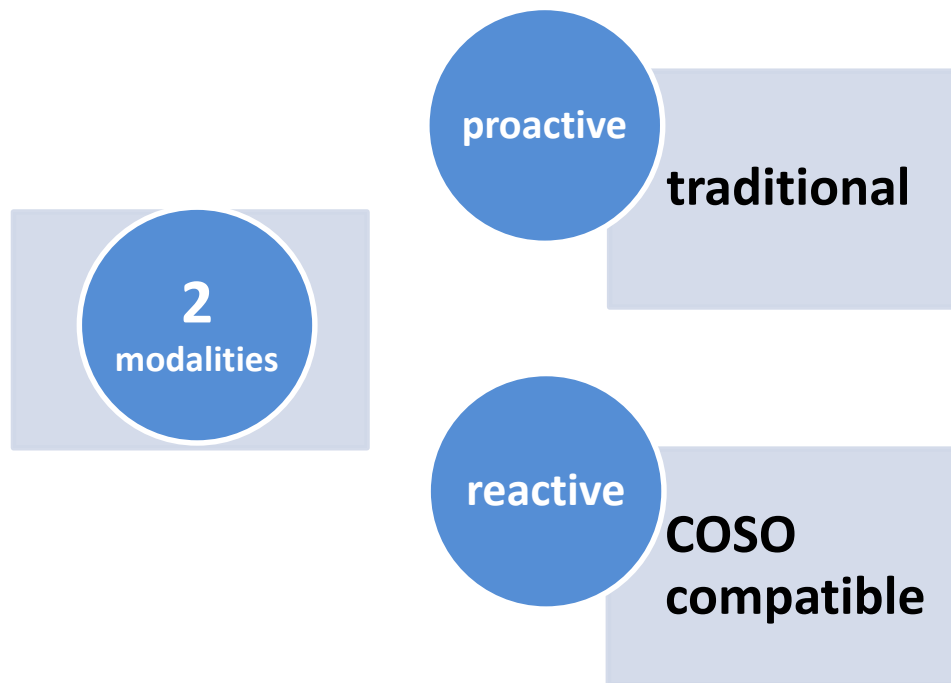 2
modalities
proactive
traditional
reactive
COSO
compatible